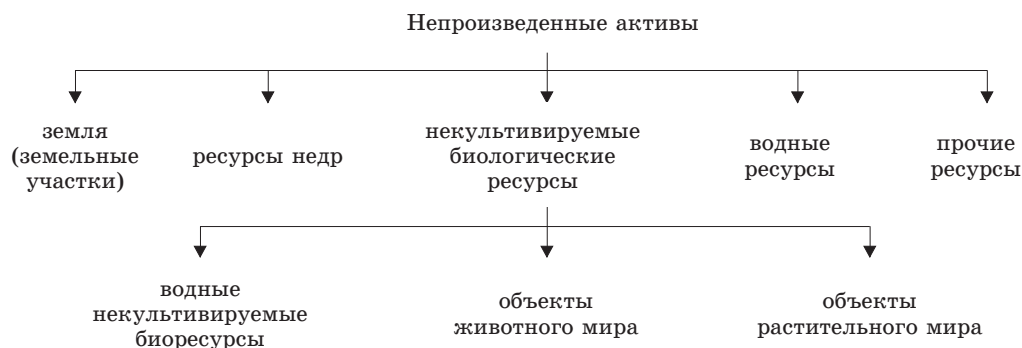 Непроизведенные активы
земля
(земельные
участки)
ресурсы недр
некультивируемые
биологические
ресурсы
водные
ресурсы
прочие
ресурсы
водные
некультивируемые
биоресурсы
объекты
животного мира
объекты
растительного мира